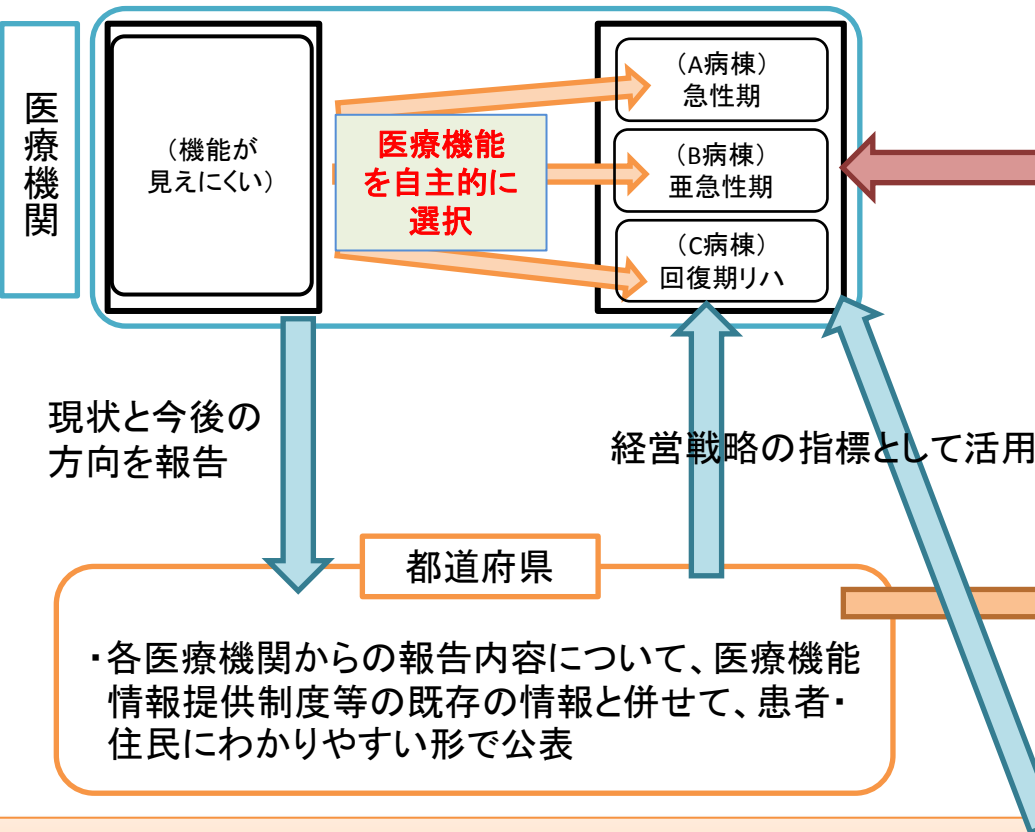 医療機関
（機能が
見えにくい）
医療機能
を自主的に
選択
（A病棟）
急性期
（B病棟）
亜急性期
（C病棟）
回復期リハ
現状と今後の
方向を報告
経営戦略の指標として活用
都道府県
・各医療機関からの報告内容について、医療機能
情報提供制度等の既存の情報と併せて、患者・
住民にわかりやすい形で公表